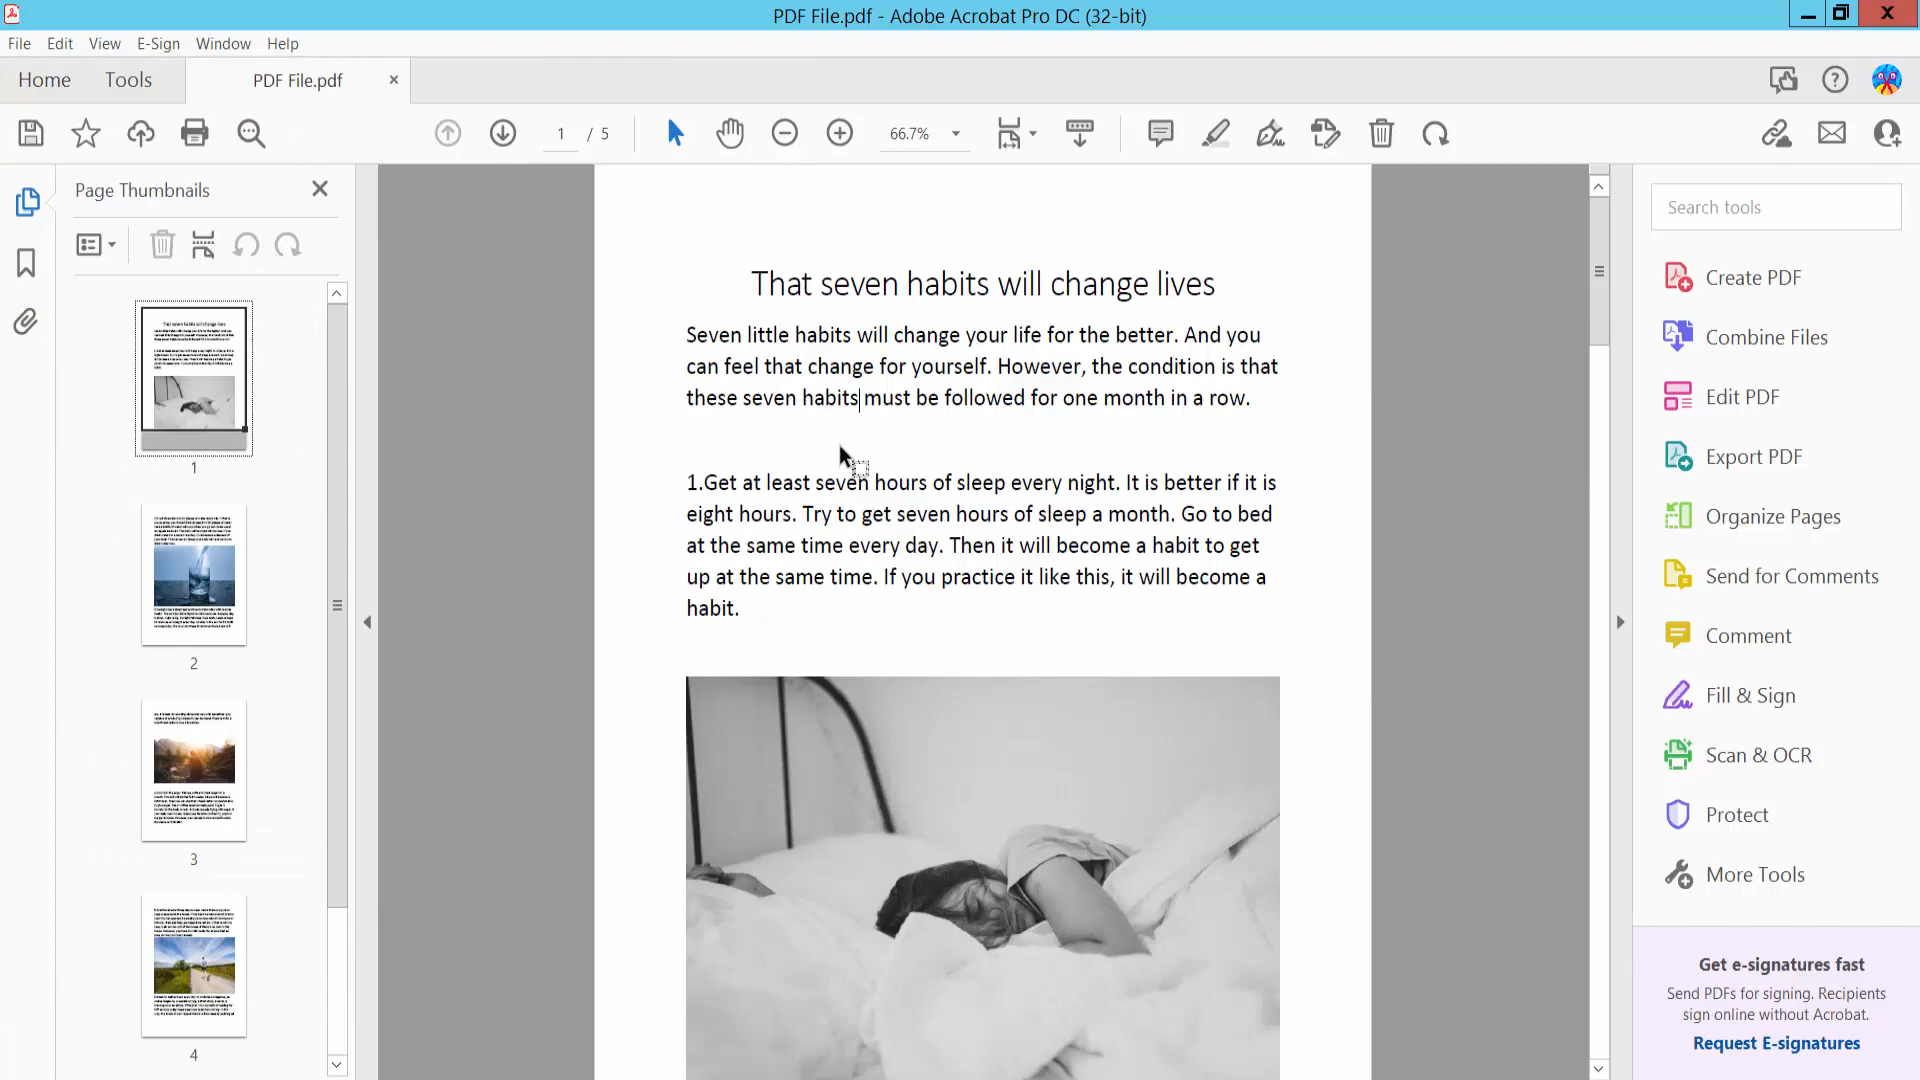 PDF File.pdf - Adobe Acrobat Pro DC (32-bit)
File Edit View E-Sign Window Help
Home Tools PDF File.pdf
1 / 5 66.7%
Page Thumbnails
1
2
3
4
That seven habits will change lives
Seven little habits will change your life for the better. And you
can feel that change for yourself. However, the condition is that
these seven habits must be followed for one month in a row.
1.Get at least seven hours of sleep every night. It is better if it is
eight hours. Try to get seven hours of sleep a month. Go to bed
at the same time every day. Then it will become a habit to get
up at the same time. If you practice it like this, it will become a
habit.
Search tools
Create PDF
Combine Files
Edit PDF
Export PDF
Organize Pages
Send for Comments
Comment
Fill & Sign
Scan & OCR
Protect
More Tools
Get e-signatures fast
Send PDFs for signing. Recipients
sign online without Acrobat.
Request E-signatures